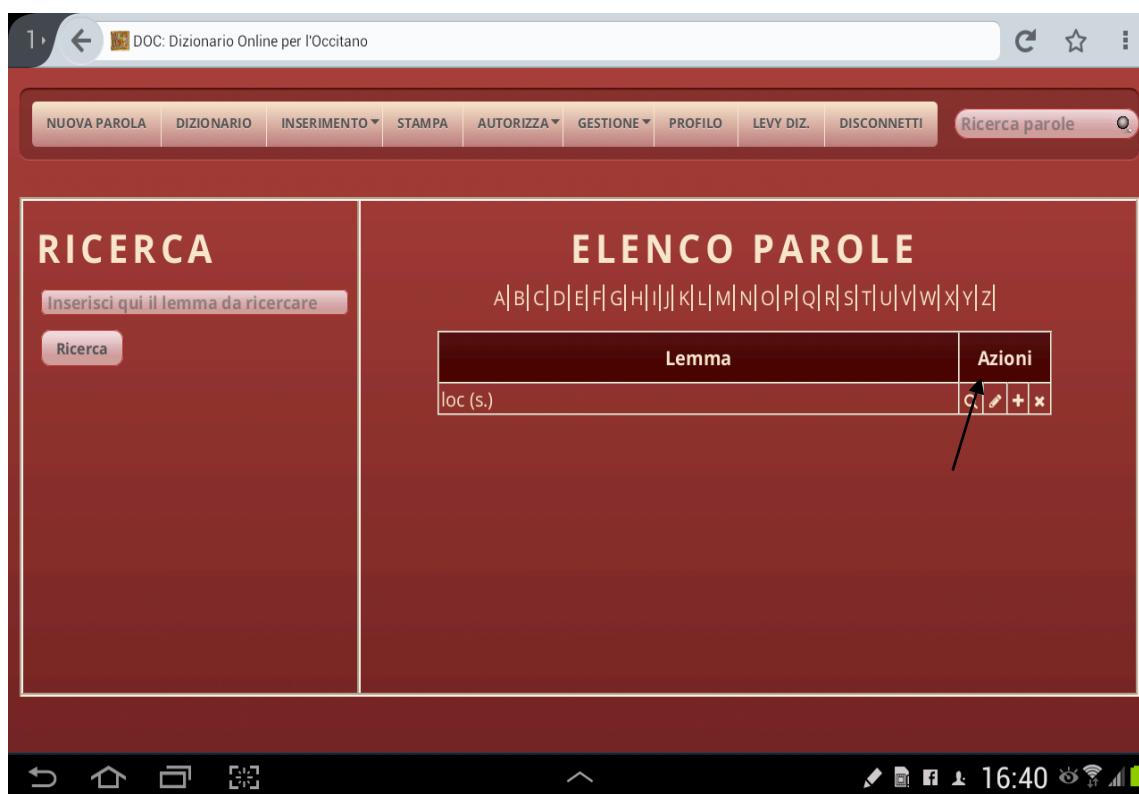 1
DOC: Dizionario Online per l'Occitano
NUOVA PAROLA DIZIONARIO INSERIMENTO STAMPA AUTORIZZA GESTIONE PROFILO LEVY DIZ. DISCONNETTI Ricerca parole
RICERCA
Inserisci qui il lemma da ricercare
Ricerca
ELENCO PAROLE
A|B|C|D|E|F|G|H|I|J|K|L|M|N|O|P|Q|R|S|T|U|V|W|X|Y|Z|
Lemma Azioni
loc (s.)
16:40